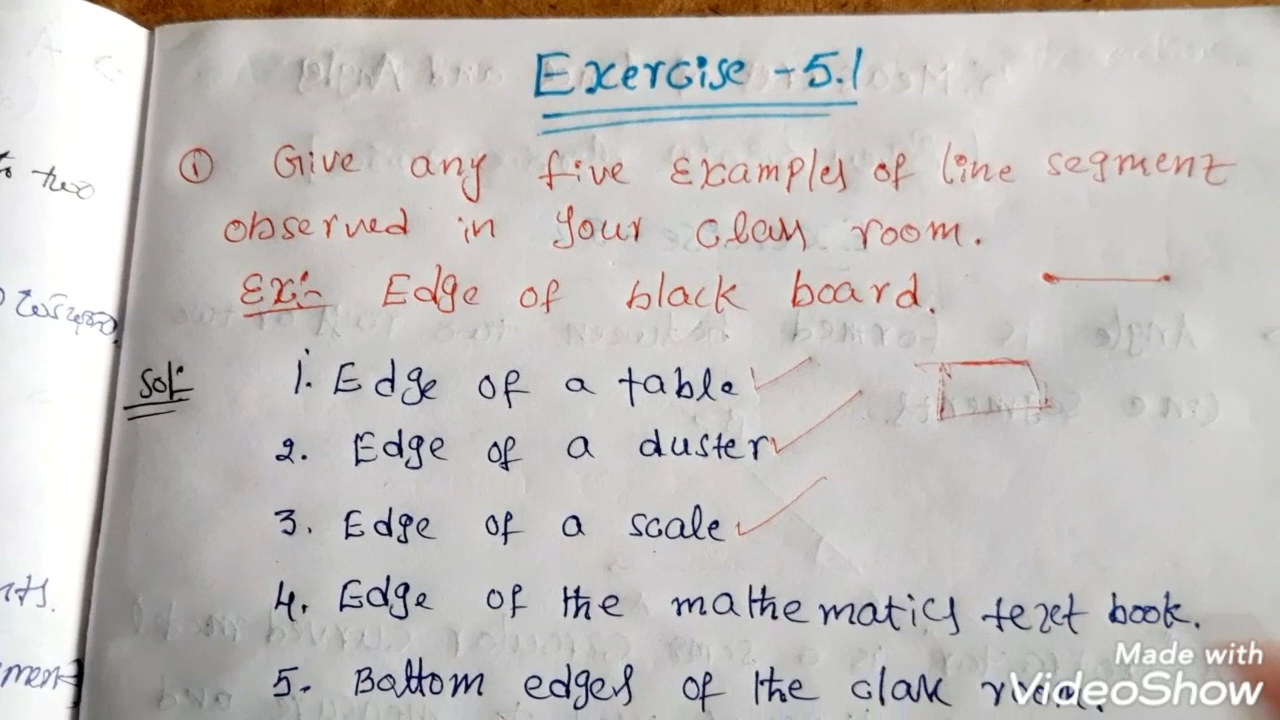 Exercise - 5.1
① Give any five Examples of line segment
observed in your class room.
Ex:- Edge of black board.
Sol:
1. Edge of a table
2. Edge of a duster
3. Edge of a scale
4. Edge of the mathematics text book.
5. Bottom edges of the class room.
two
Made with
VideoShow